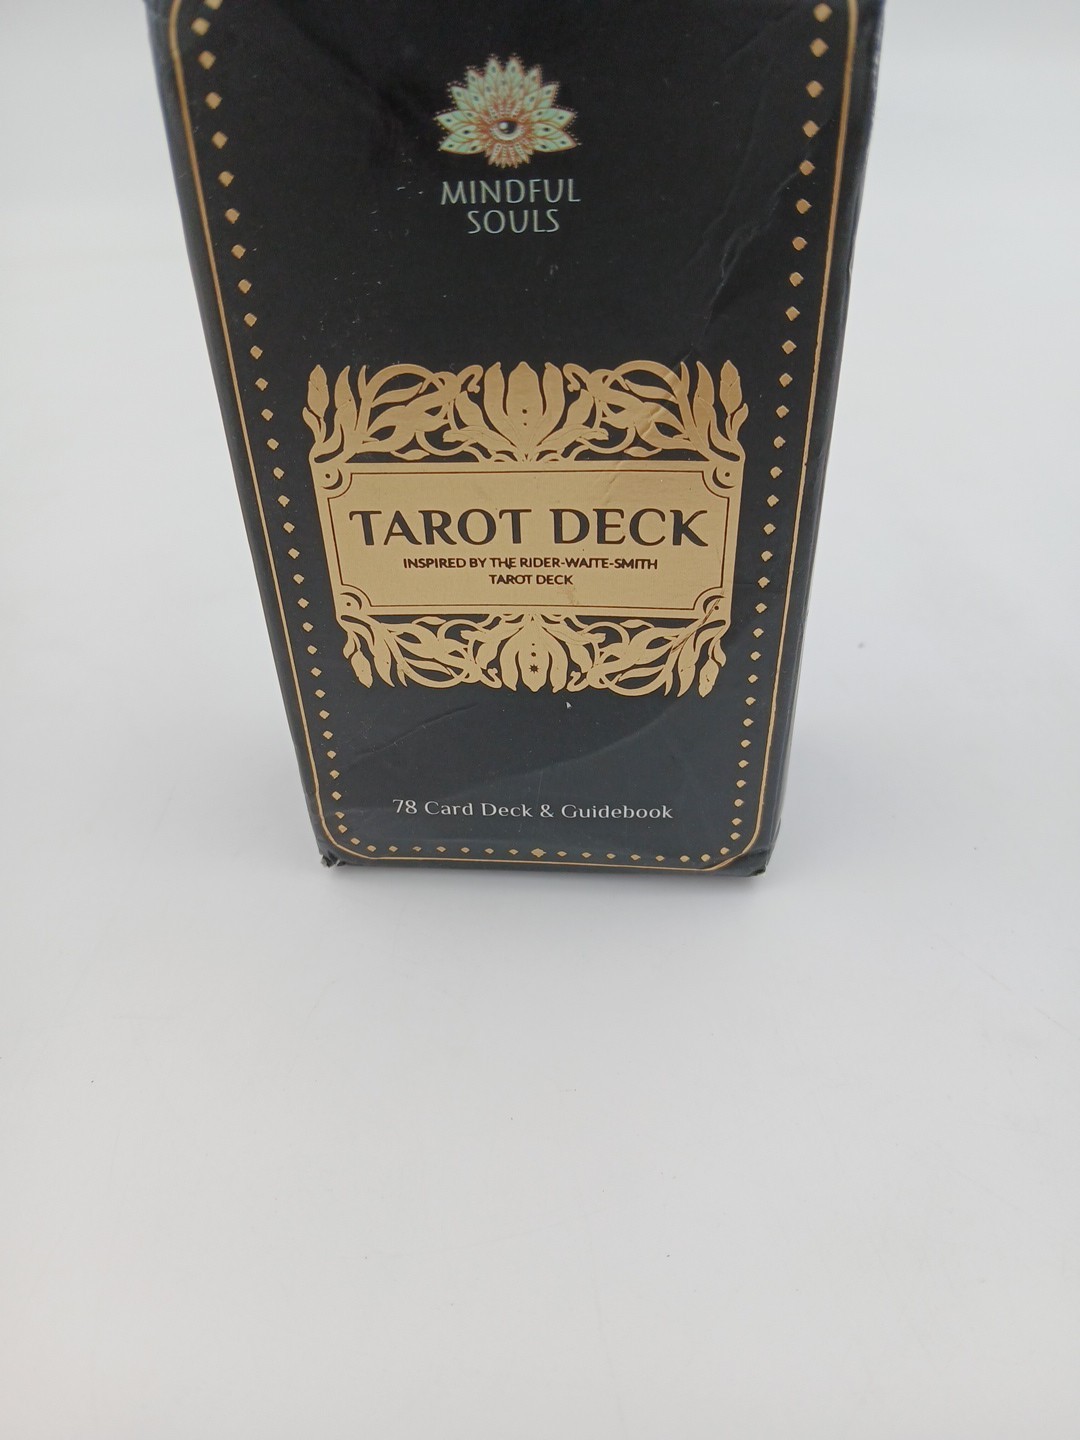 MINDFUL
SOULS
TAROT DECK
INSPIRED BY THE RIDER-WAITE-SMITH
TAROT DECK
78 Card Deck & Guidebook